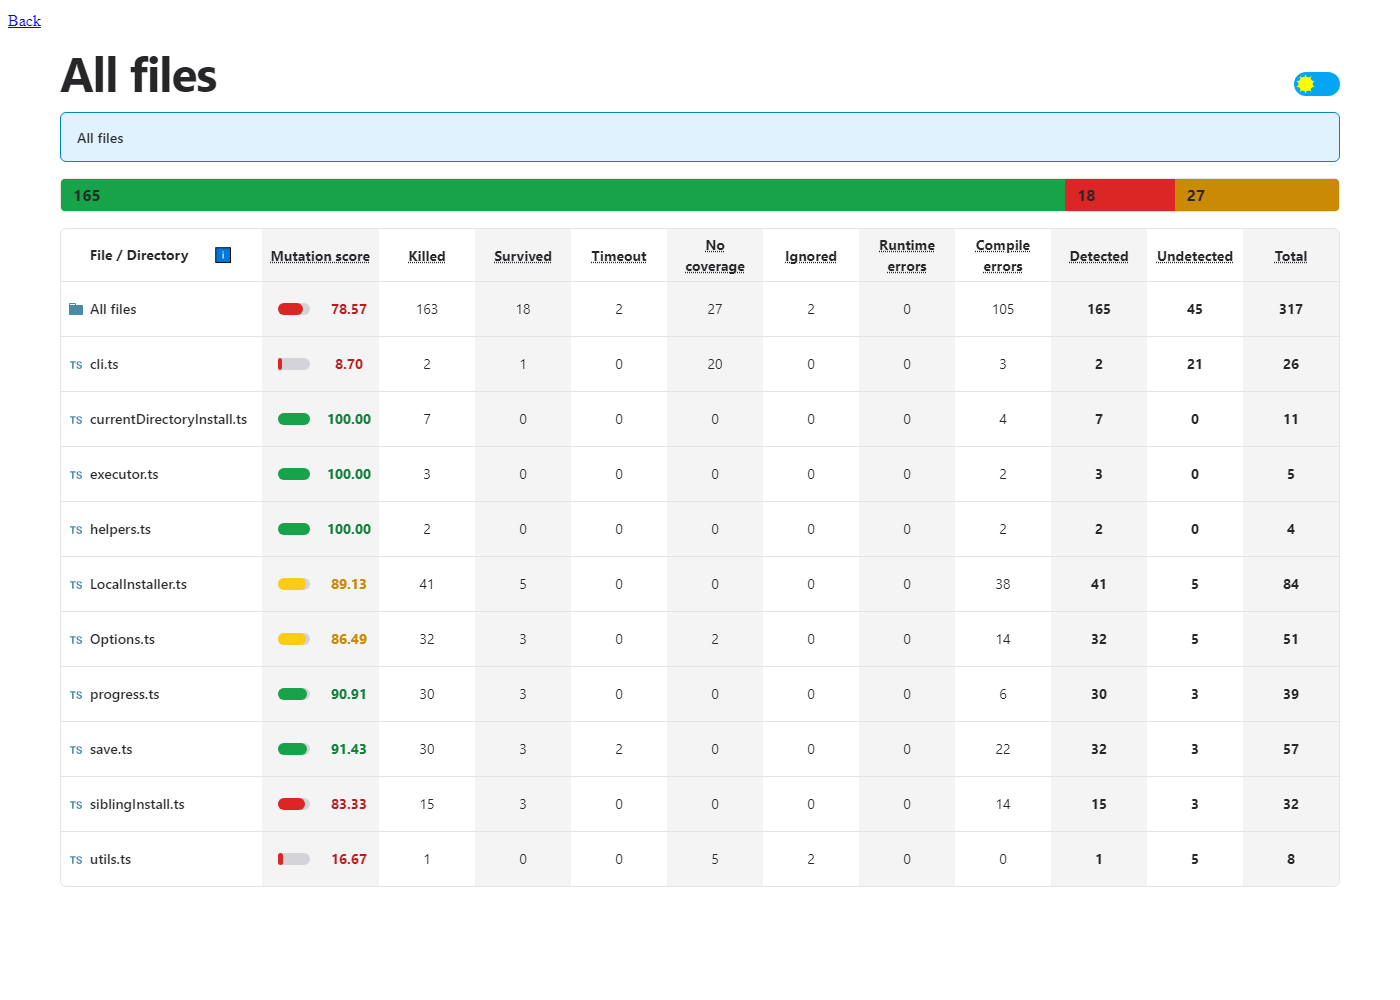 Back
All files
All files
165 18 27
File / Directory i Mutation score Killed Survived Timeout No coverage Ignored Runtime errors Compile errors Detected Undetected Total
All files 78.57 163 18 2 27 2 0 105 165 45 317
TS cli.ts 8.70 2 1 0 20 0 0 3 2 21 26
TS currentDirectoryInstall.ts 100.00 7 0 0 0 0 0 4 7 0 11
TS executor.ts 100.00 3 0 0 0 0 0 2 3 0 5
TS helpers.ts 100.00 2 0 0 0 0 0 2 2 0 4
TS LocalInstaller.ts 89.13 41 5 0 0 0 0 38 41 5 84
TS Options.ts 86.49 32 3 0 2 0 0 14 32 5 51
TS progress.ts 90.91 30 3 0 0 0 0 6 30 3 39
TS save.ts 91.43 30 3 2 0 0 0 22 32 3 57
TS siblingInstall.ts 83.33 15 3 0 0 0 0 14 15 3 32
TS utils.ts 16.67 1 0 0 5 2 0 0 1 5 8